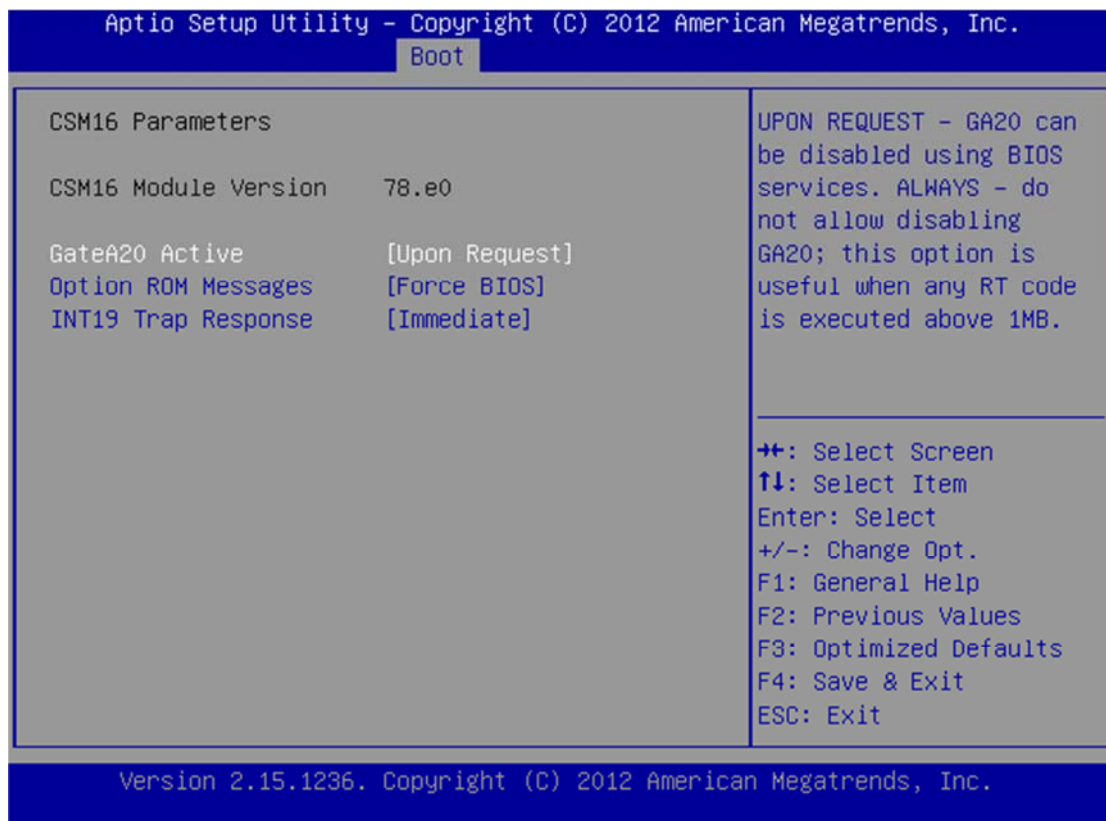 Aptio Setup Utility – Copyright (C) 2012 American Megatrends, Inc.
Boot
CSM16 Parameters
CSM16 Module Version 78.e0
GateA20 Active [Upon Request]
Option ROM Messages [Force BIOS]
INT19 Trap Response [Immediate]
UPON REQUEST – GA20 can
be disabled using BIOS
services. ALWAYS – do
not allow disabling
GA20; this option is
useful when any RT code
is executed above 1MB.
→←: Select Screen
↑↓: Select Item
Enter: Select
+/-: Change Opt.
F1: General Help
F2: Previous Values
F3: Optimized Defaults
F4: Save & Exit
ESC: Exit
Version 2.15.1236. Copyright (C) 2012 American Megatrends, Inc.